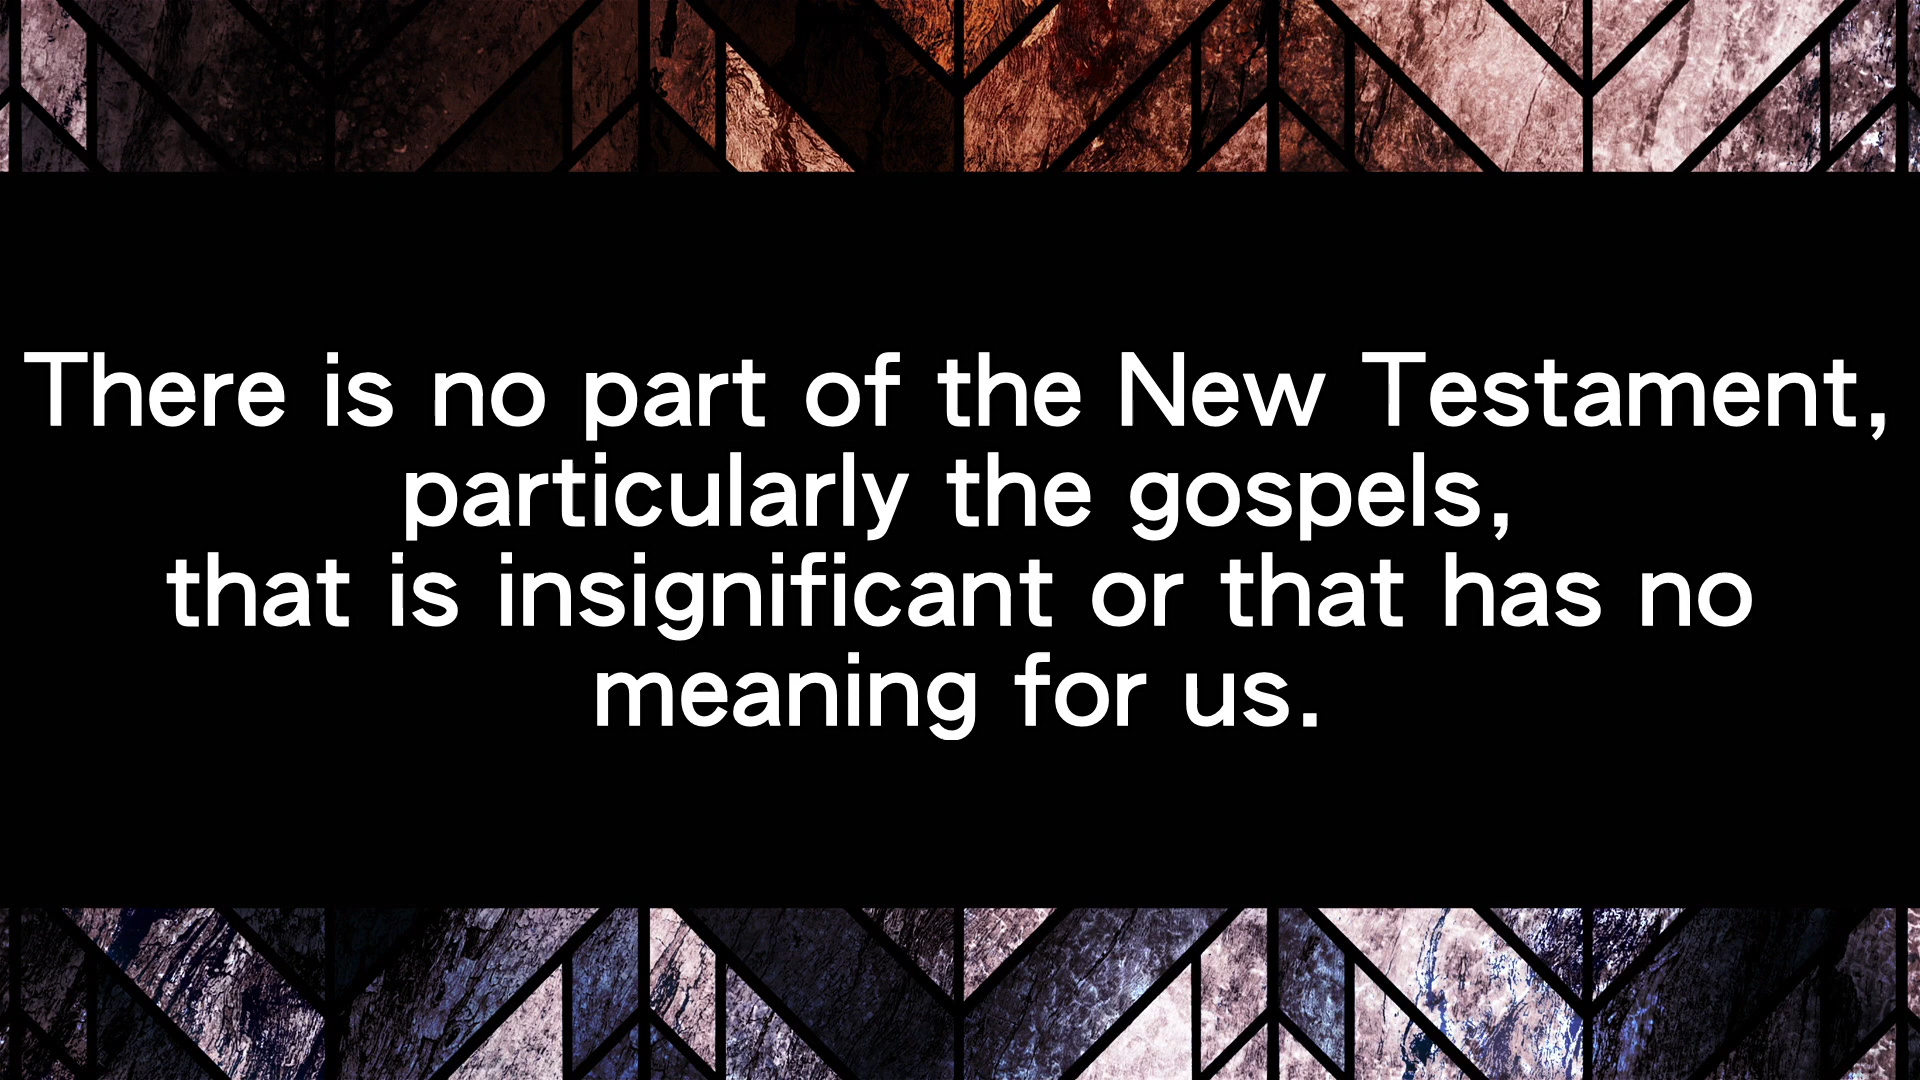 There is no part of the New Testament,
particularly the gospels,
that is insignificant or that has no
meaning for us.